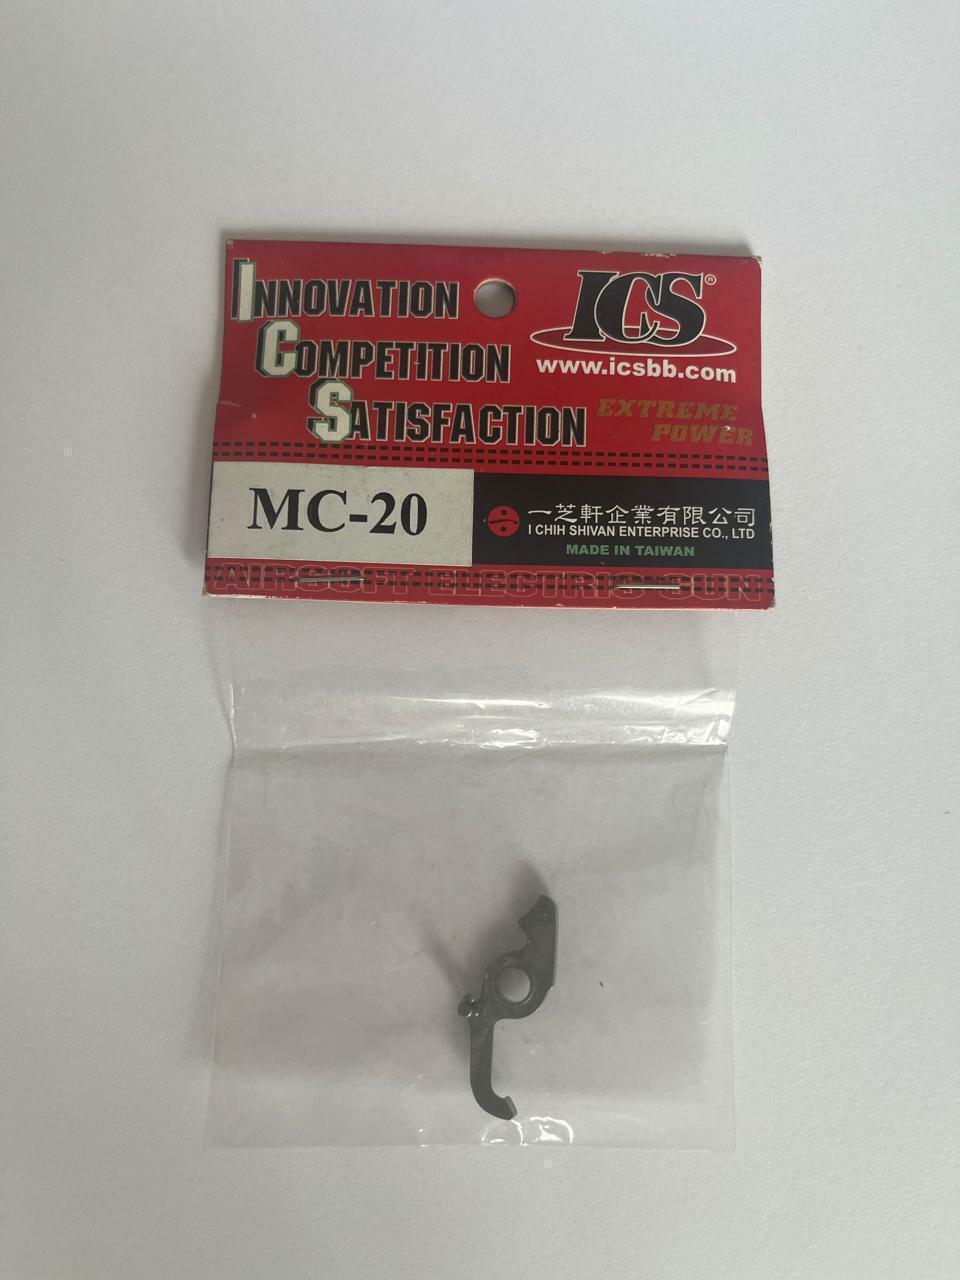 INNOVATION
COMPETITION
SATISFACTION
ICS®
www.icsbb.com
EXTREME
POWER
MC-20
一芝軒企業有限公司
I CHIH SHIVAN ENTERPRISE CO., LTD
MADE IN TAIWAN
AIRSOFT ELECTRIC GUN